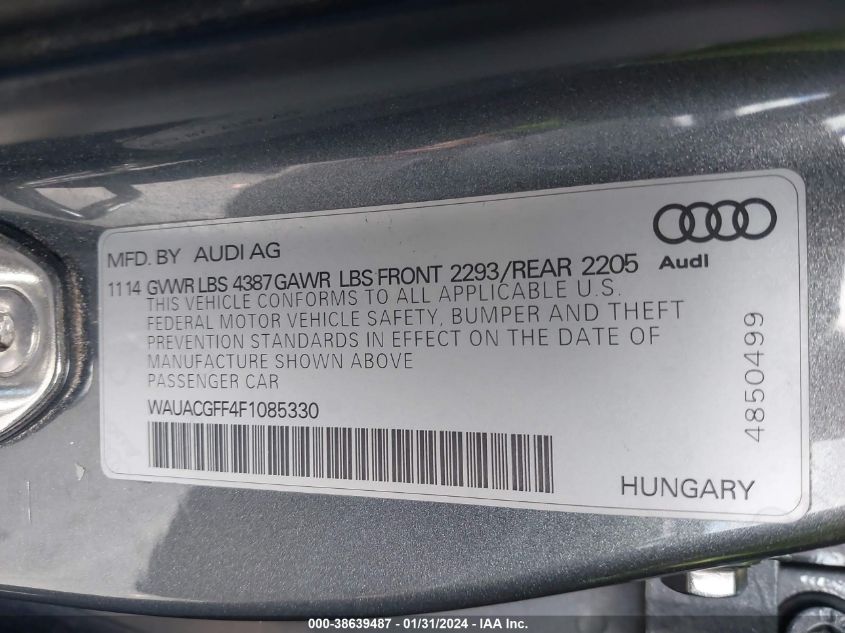 MFD. BY AUDI AG
1114 GVWR LBS 4387 GAWR LBS FRONT 2293/REAR 2205
Audi
THIS VEHICLE CONFORMS TO ALL APPLICABLE U.S.
FEDERAL MOTOR VEHICLE SAFETY, BUMPER AND THEFT
PREVENTION STANDARDS IN EFFECT ON THE DATE OF
MANUFACTURE SHOWN ABOVE
PASSENGER CAR
WAUACGFF4F1085330
4850499
HUNGARY
000-38639487 - 01/31/2024 - IAA Inc.